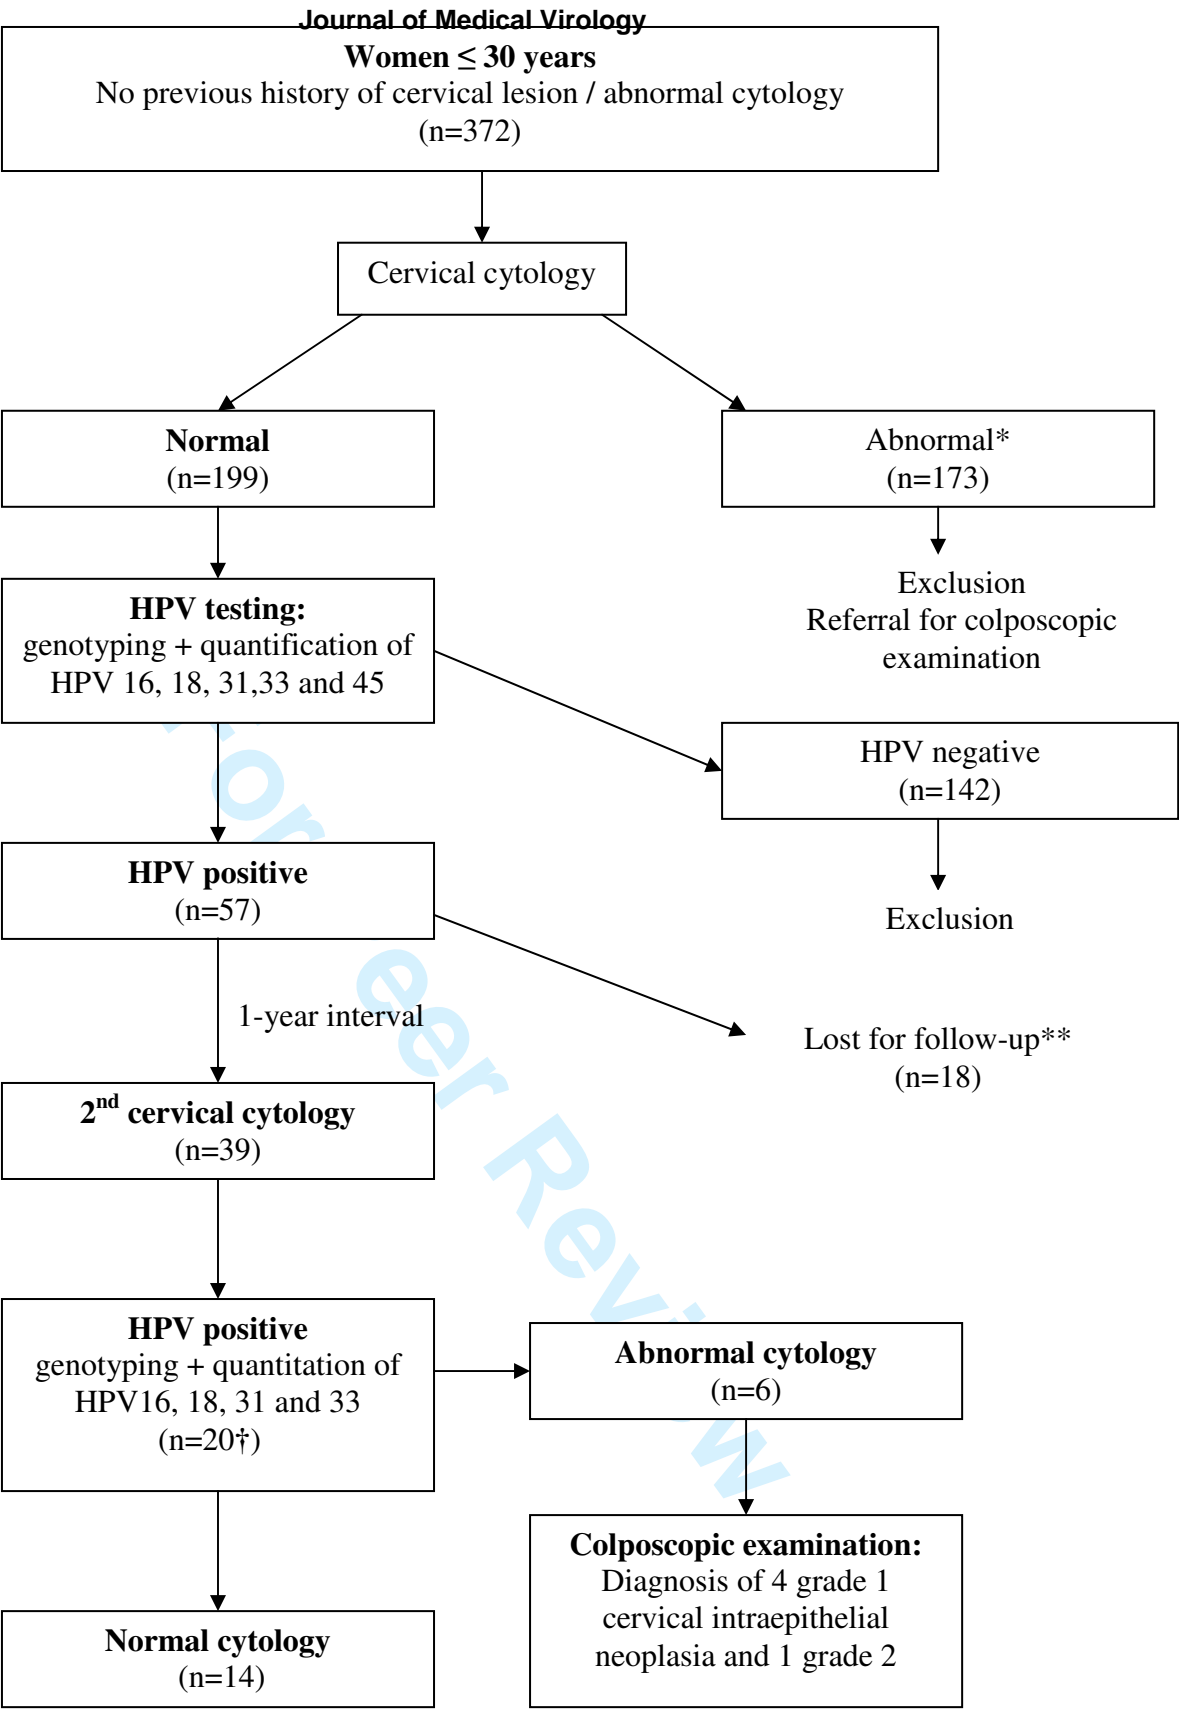 Journal of Medical Virology
Women ≤ 30 years
No previous history of cervical lesion / abnormal cytology
(n=372)
Cervical cytology
Normal
(n=199)
Abnormal*
(n=173)
Exclusion
Referral for colposcopic
examination
HPV testing:
genotyping + quantification of
HPV 16, 18, 31,33 and 45
HPV negative
(n=142)
Exclusion
HPV positive
(n=57)
1-year interval
Lost for follow-up**
(n=18)
2nd cervical cytology
(n=39)
HPV positive
genotyping + quantitation of
HPV16, 18, 31 and 33
(n=20†)
Abnormal cytology
(n=6)
Colposcopic examination:
Diagnosis of 4 grade 1
cervical intraepithelial
neoplasia and 1 grade 2
Normal cytology
(n=14)
eer Review